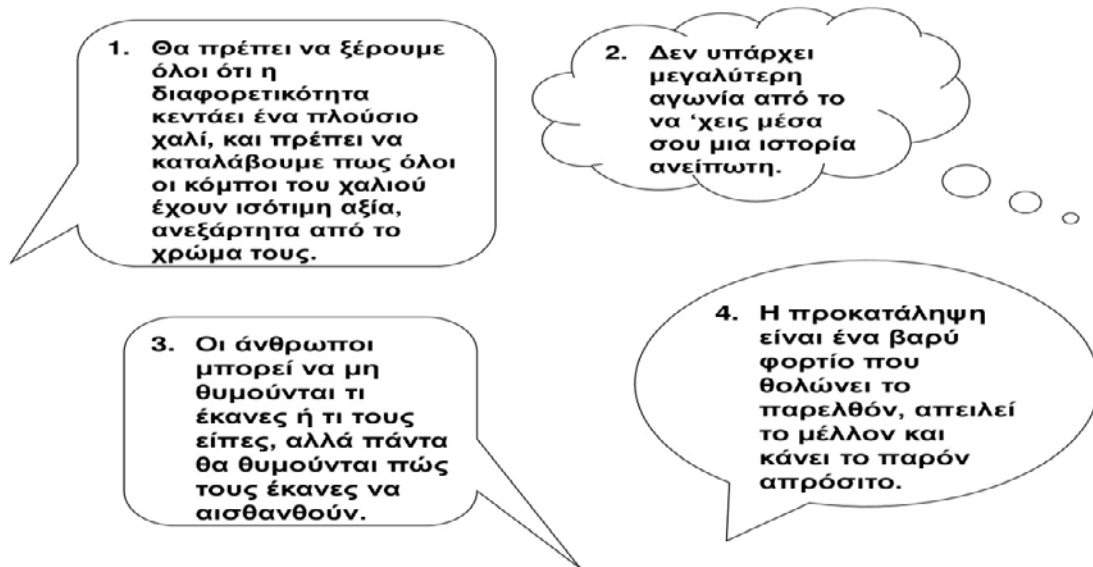 1. Θα πρέπει να ξέρουμε
όλοι ότι η
διαφορετικότητα
κεντάει ένα πλούσιο
χαλί, και πρέπει να
καταλάβουμε πως όλοι
οι κόμποι του χαλιού
έχουν ισότιμη αξία,
ανεξάρτητα από το
χρώμα τους.
2. Δεν υπάρχει
μεγαλύτερη
αγωνία από το
να ‘χεις μέσα
σου μια ιστορία
ανείπωτη.
3. Οι άνθρωποι
μπορεί να μη
θυμούνται τι
έκανες ή τι τους
είπες, αλλά πάντα
θα θυμούνται πώς
τους έκανες να
αισθανθούν.
4. Η προκατάληψη
είναι ένα βαρύ
φορτίο που
θολώνει το
παρελθόν, απειλεί
το μέλλον και
κάνει το παρόν
απρόσιτο.